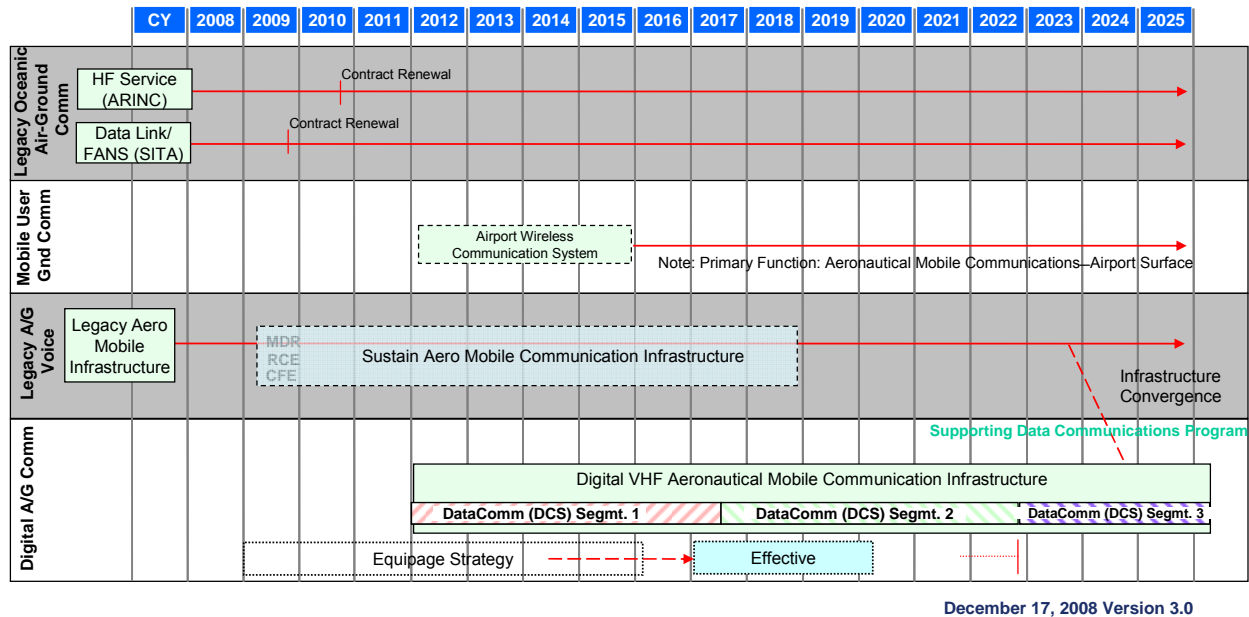 CY 2008 2009 2010 2011 2012 2013 2014 2015 2016 2017 2018 2019 2020 2021 2022 2023 2024 2025
Legacy Oceanic
Air-Ground
Comm
HF Service
(ARINC)
Contract Renewal
Data Link/
FANS (SITA)
Contract Renewal
Mobile User
Gnd Comm
Airport Wireless
Communication System
Note: Primary Function: Aeronautical Mobile Communications—Airport Surface
Legacy A/G
Voice
Legacy Aero
Mobile
Infrastructure
MDR
RCE
CFE
Sustain Aero Mobile Communication Infrastructure
Infrastructure
Convergence
Digital A/G Comm
Supporting Data Communications Program
Digital VHF Aeronautical Mobile Communication Infrastructure
DataComm (DCS) Segmt. 1
DataComm (DCS) Segmt. 2
DataComm (DCS) Segmt. 3
Equipage Strategy
Effective
December 17, 2008 Version 3.0